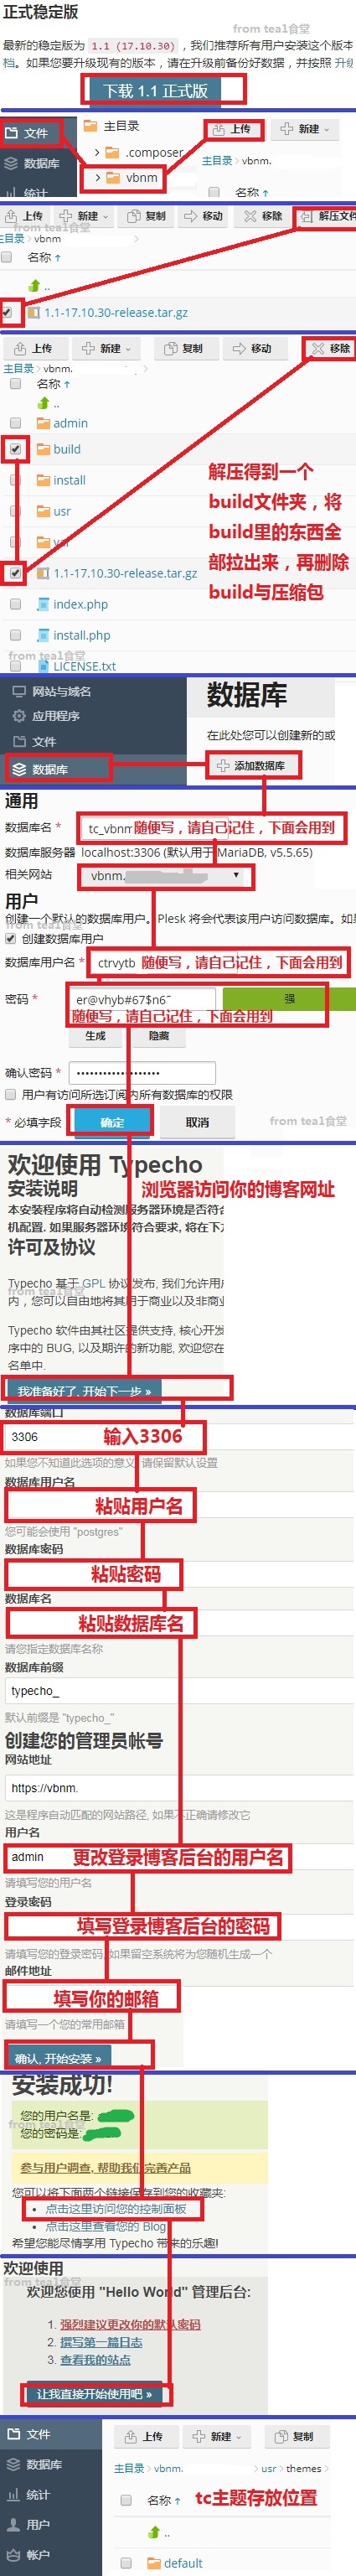 正式稳定版
from tea1食堂
最新的稳定版为 1.1 (17.10.30)，我们推荐所有用户安装这个版本
档。如果您要升级现有的版本，请在升级前备份好数据，并按照 升级
下载 1.1 正式版
文件
主目录
上传
新建
数据库
.composer
主目录 > vbnm.
统计
vbnm
名称
上传 新建 复制 移动 移除 解压文件
from tea1食堂
主目录 > vbnm
名称 ↑
..
1.1-17.10.30-release.tar.gz
上传 新建 复制 移动 移除
主目录 > vbnm.
名称 ↑
..
admin
build
install
usr
var
1.1-17.10.30-release.tar.gz
index.php
install.php
LICENSE.txt
解压得到一个
build文件夹，将
build里的东西全
部拉出来，再删除
build与压缩包
from tea1食堂
网站与域名
应用程序
文件
数据库
数据库
在此处您可以创建新的或
添加数据库
通用
数据库名 * tc_vbnm 随便写，请自己记住，下面会用到
数据库服务器 localhost:3306 (默认用于 MariaDB, v5.5.65)
相关网站 vbnm.
用户
from tea1食堂
创建一个默认的数据库用户。Plesk 将会代表该用户访问数据库。如果
创建数据库用户
数据库用户名 * ctrvytb 随便写，请自己记住，下面会用到
密码 * er@vhyb#67$n6 强
随便写，请自己记住，下面会用到
生成 隐藏
确认密码 *
用户有访问所选订阅内所有数据库的权限
* 必填字段 确定 取消 from tea1食堂
欢迎使用 Typecho
安装说明 浏览器访问你的博客网址
本安装程序将自动检测服务器环境是否符合
机配置. 如果服务器环境符合要求, 将在下方
许可及协议
Typecho 基于 GPL 协议发布, 我们允许用户
from tea1食堂
内，您可以自由地将其用于商业以及非商业
Typecho 软件由其社区提供支持, 核心开发
序中的 BUG, 以及期许的新功能, 欢迎您在
名单中.
我准备好了, 开始下一步 »
数据库端口
3306 输入3306
如果您不知道此选项的意义, 请保留默认设置
数据库用户名
粘贴用户名
您可能会使用 "postgres"
数据库密码
粘贴密码
数据库名
粘贴数据库名
请您指定数据库名称
数据库前缀
typecho_
默认前缀是 "typecho_"
创建您的管理员帐号
网站地址
https://vbnm.
这是程序自动匹配的网站路径, 如果不正确请修改它
用户名
admin 更改登录博客后台的用户名
请填写您的用户名
登录密码
填写登录博客后台的密码
请填写您的登录密码, 如果留空系统将为您随机生成一个
邮件地址
填写你的邮箱
请填写一个您的常用邮箱
确认, 开始安装 »
安装成功!
您的用户名是:
from tea1食堂
您的密码是:
参与用户调查, 帮助我们完善产品
您可以将下面两个链接保存到您的收藏夹:
点击这里访问您的控制面板
点击这里查看您的 Blog
希望您能尽情享用 Typecho 带来的乐趣!
欢迎使用
from tea1食堂
欢迎您使用 "Hello World" 管理后台:
1. 强烈建议更改你的默认密码
2. 撰写第一篇日志
3. 查看我的站点
让我直接开始使用吧 »
文件
数据库
统计
用户
帐户
上传 新建 复制
主目录 > vbnm. usr > themes >
名称 ↑ tc主题存放位置
..
default